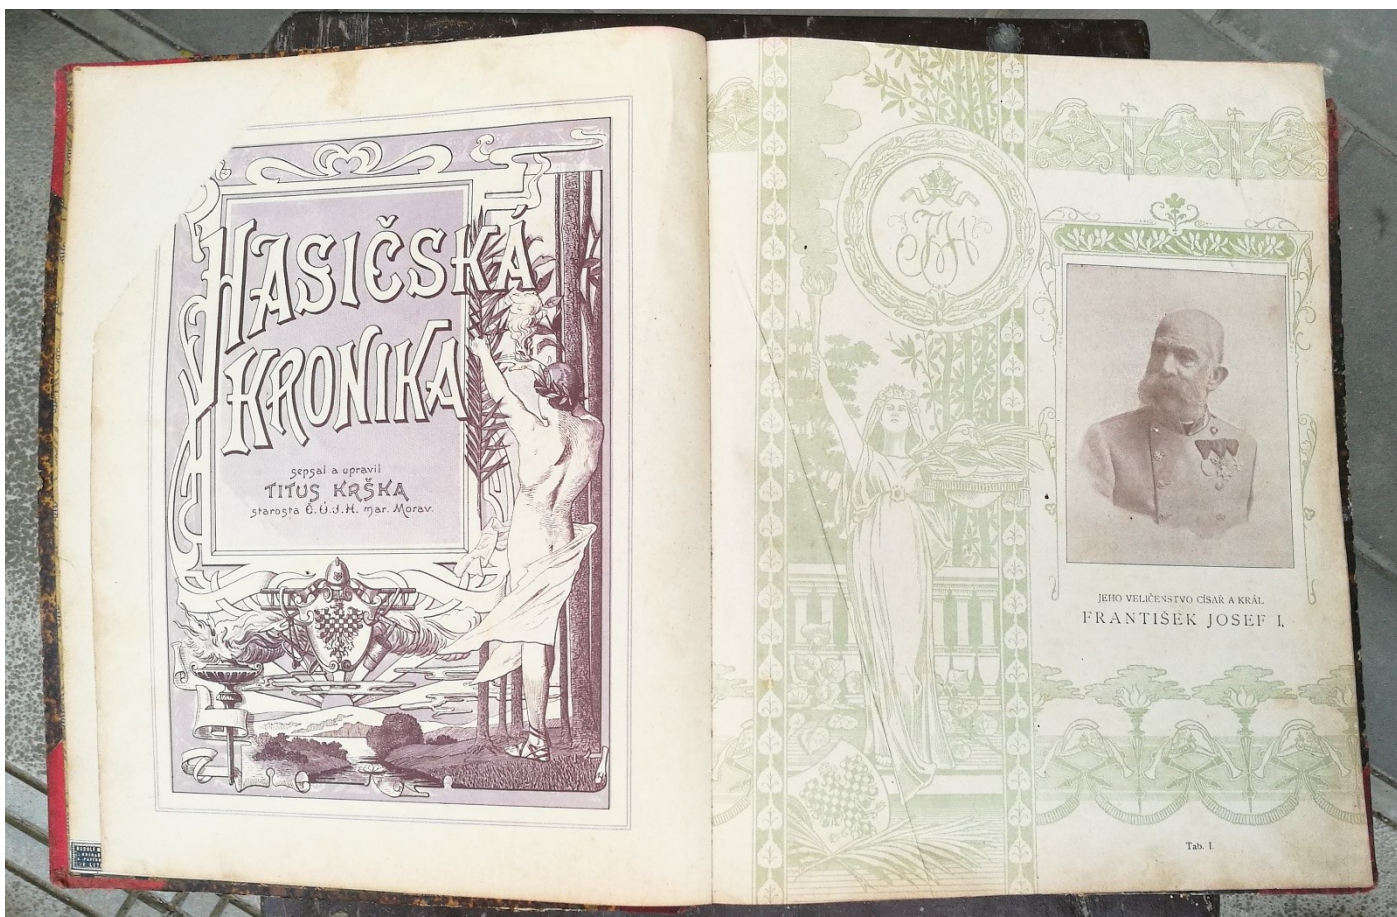 HASIČSKÁ
KRONIKA
sepsal a upravil
TITUS KRŠKA
starosta Ú.Ú.J.H. mar. Morav.
JEHO VELIČENSTVO CÍSAŘ A KRÁL
FRANTIŠEK JOSEF I.
Tab. I.